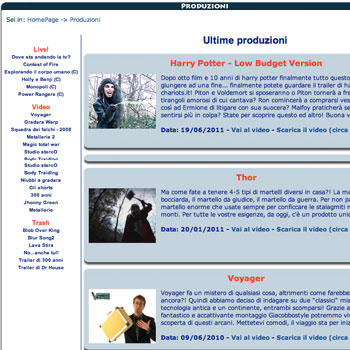 PRODUZIONI
Sei in: HomePage -> Produzioni
Live!
Dove sta andando la tv?
Contest of Fire
Esplorando il corpo umano (C)
Holly e Benji (C)
Monopoli (C)
Power Rangers (C)
Video
Voyager
Gradara Warp
Squadra dei falchi - 2008
Metallerie 2
Magic total war
Studio stercO
Body Traiding
Studio stercO
Body Traiding
Niubbi a gradara
Gli shorts
300 anni
Jhonny Green
Metallerie
Trash
Blob Over King
Blur Song2
Lava Stira
No...anche tu!!
Trailer di 300 anni
Trailer di Dr House
Ultime produzioni
Harry Potter - Low Budget Version
Dopo otto film e 10 anni di harry potter finalmente tutto questo
giungere ad una fine... finalmente potete guardare il trailer di ha
chariots.it! Piton e Voldemort si sposeranno o Piton tornerà a fre
tirangoli amorosi di cui cantava? Ron comincerà a comprarsi ves
così ad Ermione di litigare con sua suocera? Malfoy praticherà se
sentirsi più in colpa? State per scoprire questo ed altro! Buona v
Data: 19/06/2011 - Vai al video - Scarica il video (circa
Thor
Ma come fate a tenere 4-5 tipi di martelli diversi in casa?! La ma
bocciarda, il martello da giudice, il martello da guerra. Per non pa
martello enorme che usate sempre per conficcare le stalagniti n
monti. Per tutte le vostre esigenze, da oggi, c'è un prodotto unic
Data: 20/01/2011 - Vai al video - Scarica il video (circa
Voyager
Voyager fa un mistero di qualsias cosa, altrimenti come farebbe
ancora?! Quindi abbiamo deciso di indagare su due "classici" mis
tecnologia antica e un continente, entrambi scomparsi! Grazie a
fantastico e accattivante montaggio Giacobbostyle potremmo vi
scoperta di questi arcani. Mettetevi comodi, il viaggio sta per iniz
Data: 09/06/2010 - Vai al video - Scarica il video (circa